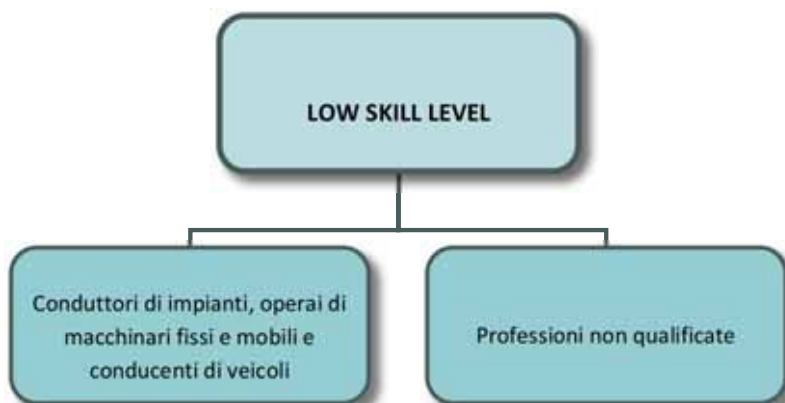 LOW SKILL LEVEL
Conduttori di impianti, operai di
macchinari fissi e mobili e
conducenti di veicoli
Professioni non qualificate